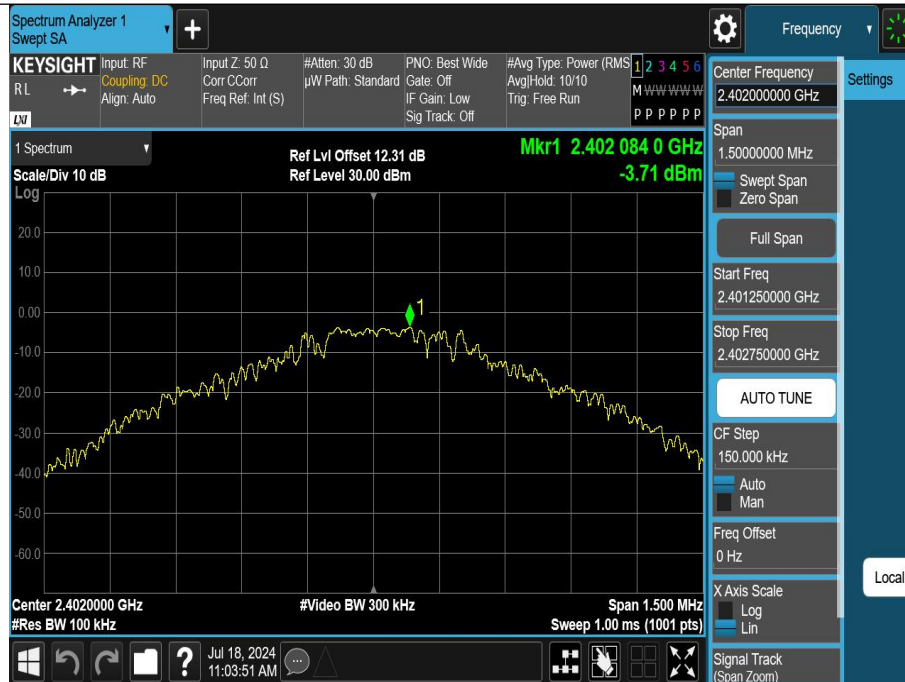 Spectrum Analyzer 1
Swept SA
+
Frequency
KEYSIGHT
RL
LXI
Input: RF
Coupling: DC
Align: Auto
Input Z: 50 Ω
Corr CCorr
Freq Ref: Int (S)
#Atten: 30 dB
µW Path: Standard
PNO: Best Wide
Gate: Off
IF Gain: Low
Sig Track: Off
#Avg Type: Power (RMS
Avg|Hold: 10/10
Trig: Free Run
1 2 3 4 5 6
M W W W W W
P P P P P P
1 Spectrum
Scale/Div 10 dB
Log
Ref Lvl Offset 12.31 dB
Ref Level 30.00 dBm
Mkr1 2.402 084 0 GHz
-3.71 dBm
20.0
10.0
0.00
-10.0
-20.0
-30.0
-40.0
-50.0
-60.0
1
Center 2.4020000 GHz
#Res BW 100 kHz
#Video BW 300 kHz
Span 1.500 MHz
Sweep 1.00 ms (1001 pts)
?
Jul 18, 2024
11:03:51 AM
...
Center Frequency
2.402000000 GHz
Span
1.50000000 MHz
Swept Span
Zero Span
Full Span
Start Freq
2.401250000 GHz
Stop Freq
2.402750000 GHz
AUTO TUNE
CF Step
150.000 kHz
Auto
Man
Freq Offset
0 Hz
X Axis Scale
Log
Lin
Signal Track
(Span Zoom)
Settings
Local